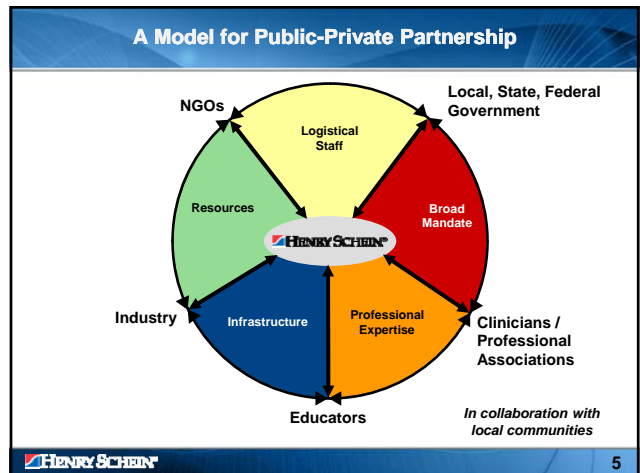 A Model for Public-Private Partnership
NGOs
Local, State, Federal
Government
Logistical
Staff
Resources
Broad
Mandate
HENRY SCHEIN®
Industry
Infrastructure
Professional
Expertise
Clinicians /
Professional
Associations
Educators
In collaboration with
local communities
HENRY SCHEIN®
5